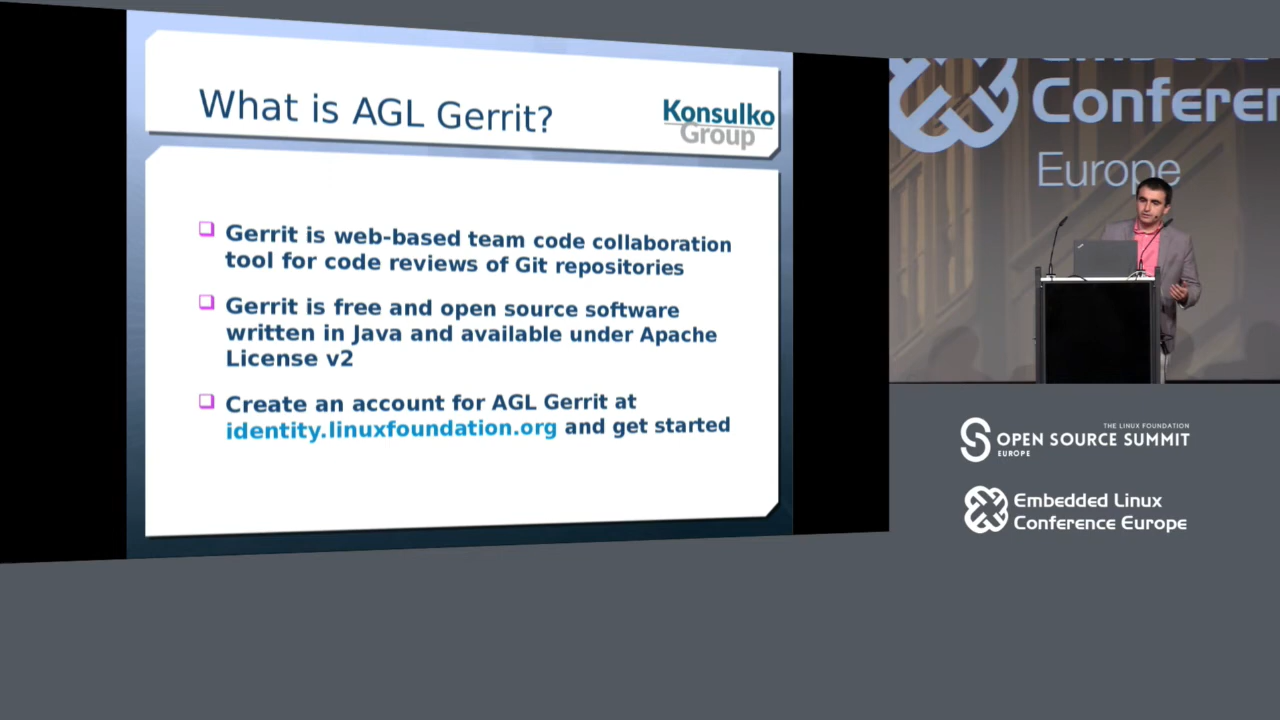 What is AGL Gerrit?
Konsulko
Group
Gerrit is web-based team code collaboration
tool for code reviews of Git repositories
Gerrit is free and open source software
written in Java and available under Apache
License v2
Create an account for AGL Gerrit at
identity.linuxfoundation.org and get started
Europe
THE LINUX FOUNDATION
OPEN SOURCE SUMMIT
EUROPE
Embedded Linux
Conference Europe